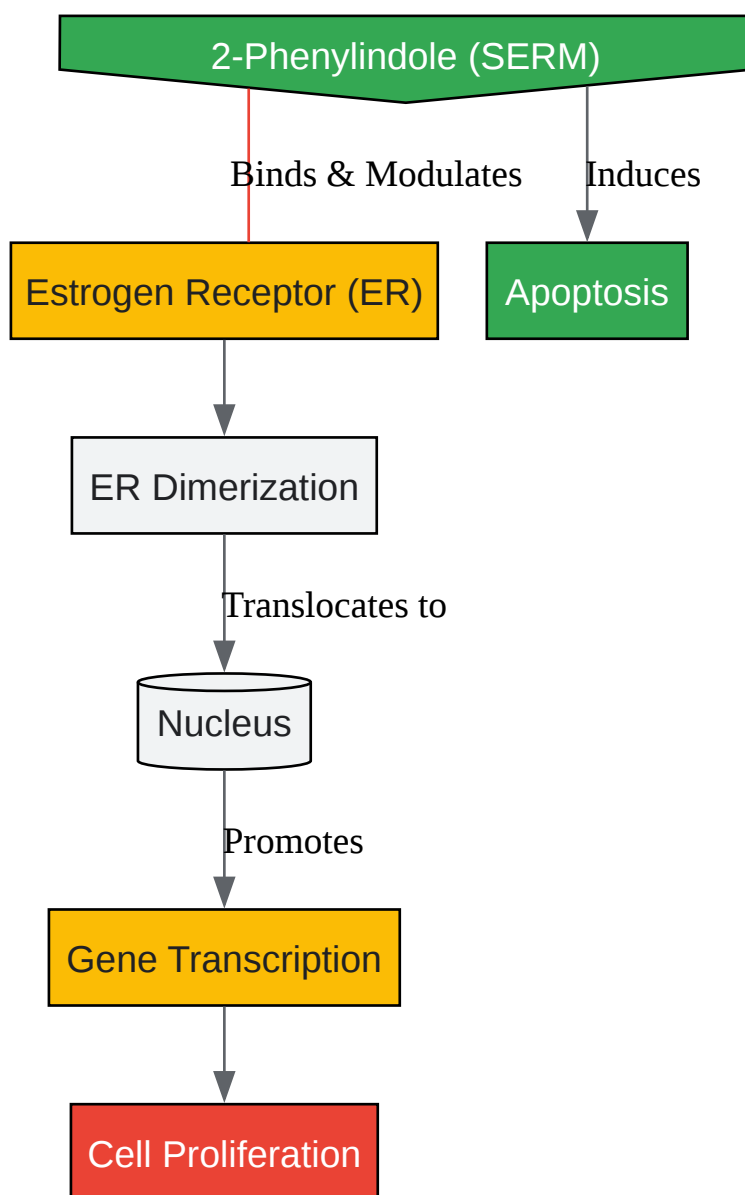 2-Phenylindole (SERM)
Binds & Modulates
Induces
Estrogen Receptor (ER)
Apoptosis
ER Dimerization
Translocates to
Nucleus
Promotes
Gene Transcription
Cell Proliferation